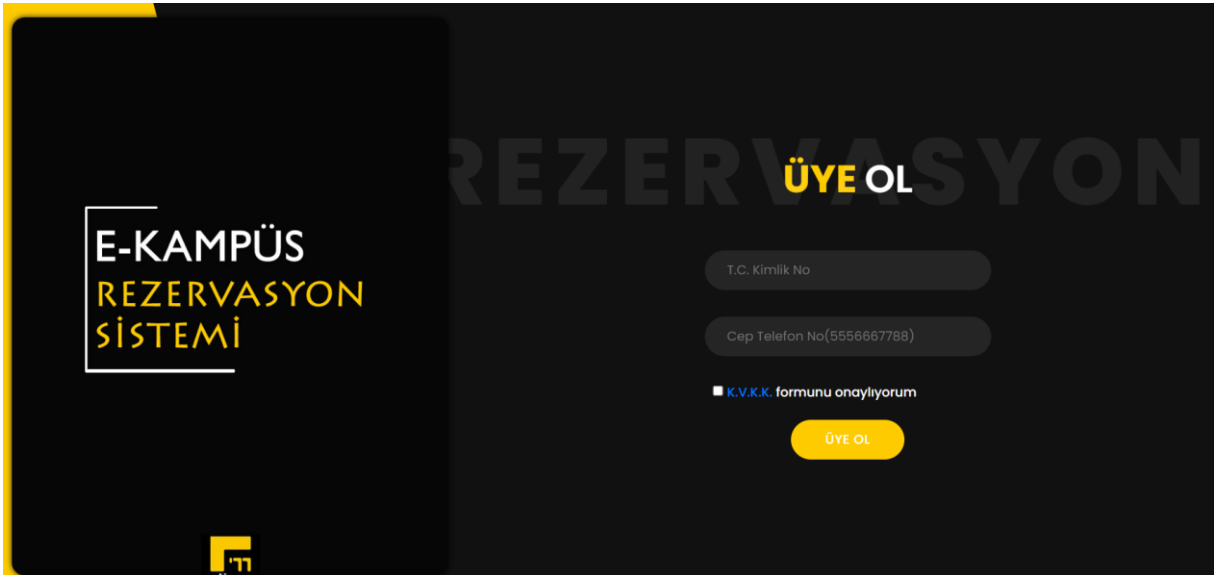 E-KAMPÜS
REZERVASYON
SİSTEMİ
REZERVASYON
ÜYE OL
T.C. Kimlik No
Cep Telefon No(5556667788)
K.V.K.K. formunu onaylıyorum
ÜYE OL